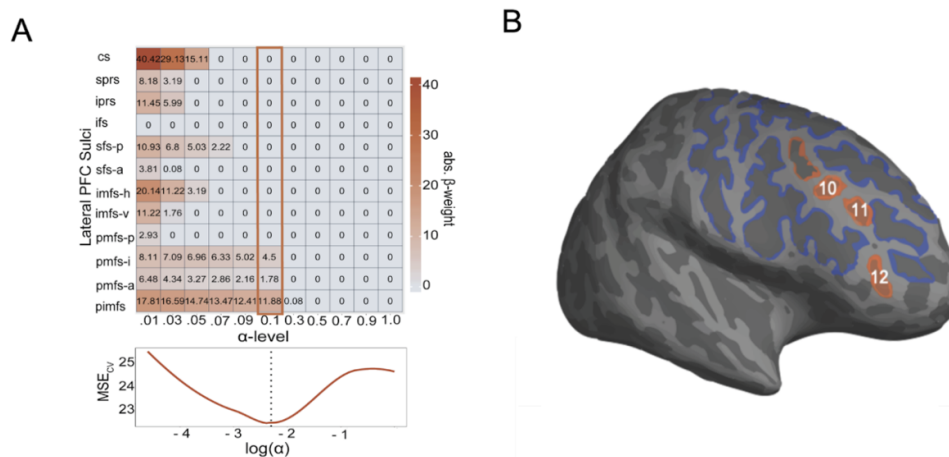 A
B
cs 40.42 29.13 15.11 0 0 0 0 0 0 0 0
sprs 8.18 3.19 0 0 0 0 0 0 0 0 0
iprs 11.45 5.99 0 0 0 0 0 0 0 0 0
ifs 0 0 0 0 0 0 0 0 0 0 0
sfs-p 10.93 6.8 5.03 2.22 0 0 0 0 0 0 0
sfs-a 3.81 0.08 0 0 0 0 0 0 0 0 0
imfs-h 20.14 11.22 3.19 0 0 0 0 0 0 0 0
imfs-v 11.22 1.76 0 0 0 0 0 0 0 0 0
pmfs-p 2.93 0 0 0 0 0 0 0 0 0 0
pmfs-i 8.11 7.09 6.96 6.33 5.02 4.5 0 0 0 0 0
pmfs-a 6.48 4.34 3.27 2.86 2.16 1.78 0 0 0 0 0
pimfs 17.81 16.59 14.74 13.47 12.41 11.88 0.08 0 0 0 0
.01 .03 .05 .07 .09 0.1 0.3 0.5 0.7 0.9 1.0
α-level
Lateral PFC Sulci
40
30
20
10
0
abs. β-weight
25
24
23
MSE_CV
- 4 - 3 - 2 - 1
log(α)
10
11
12